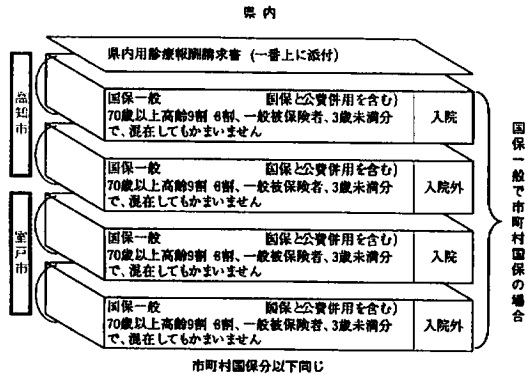 県内
県内用診療報酬請求書 (一番上に添付)
高知市
国保一般 国保と公費併用を含む)
70歳以上高齢9割 8割、一般被保険者、3歳未満分
で、混在してもかまいません
入院
国保一般 国保と公費併用を含む)
70歳以上高齢9割 8割、一般被保険者、3歳未満分
で、混在してもかまいません
入院外
室戸市
国保一般 国保と公費併用を含む)
70歳以上高齢9割 8割、一般被保険者、3歳未満分
で、混在してもかまいません
入院
国保一般 国保と公費併用を含む)
70歳以上高齢9割 8割、一般被保険者、3歳未満分
で、混在してもかまいません
入院外
国保一般で市町村国保の場合
市町村国保分以下同じ